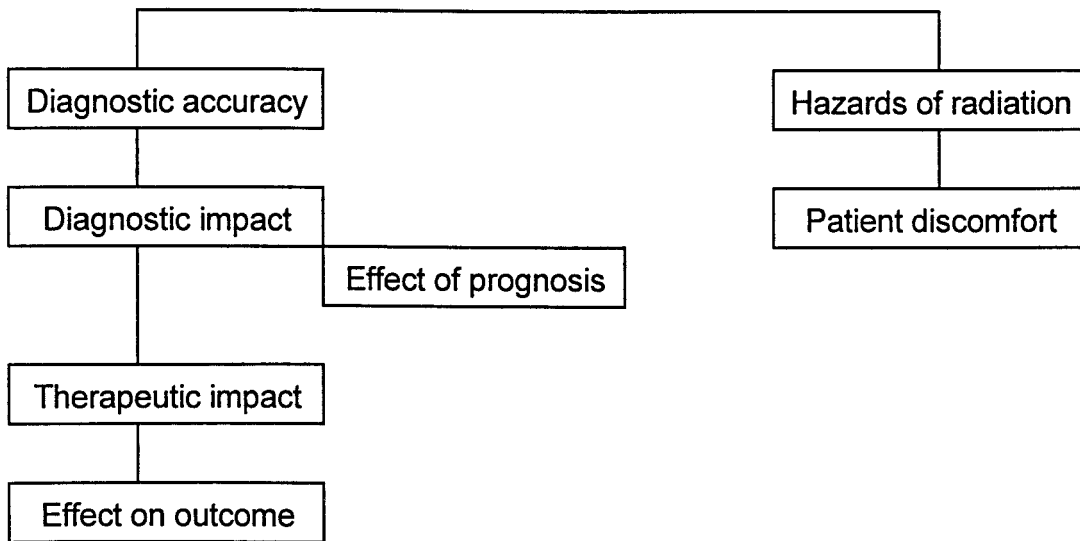 Diagnostic accuracy
Hazards of radiation
Diagnostic impact
Patient discomfort
Effect of prognosis
Therapeutic impact
Effect on outcome